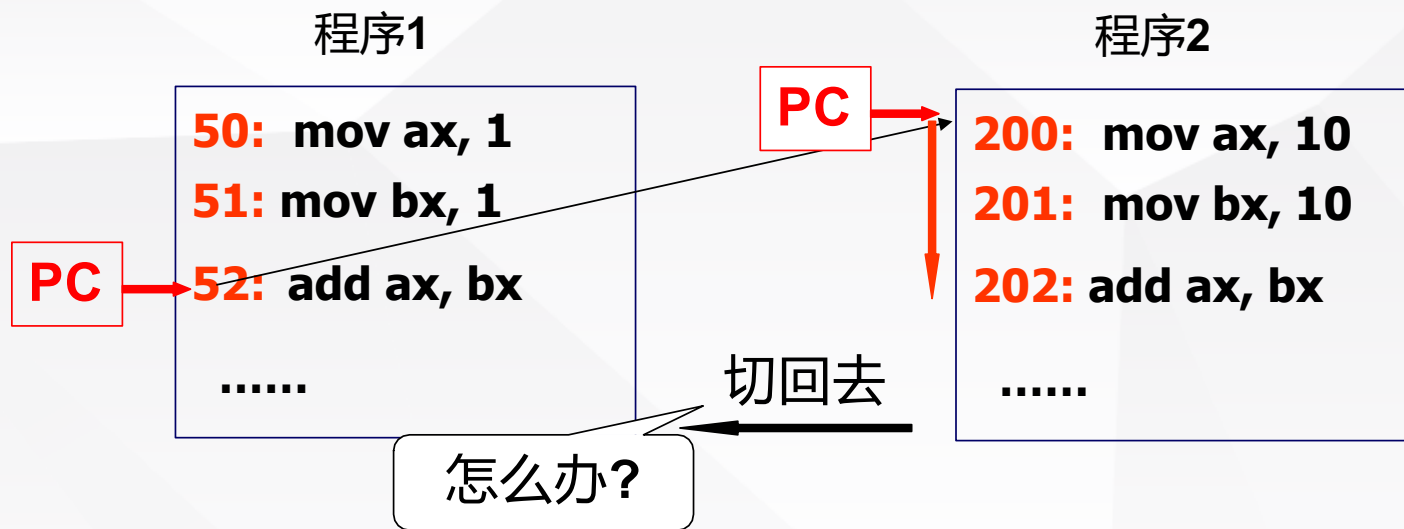 程序1
50: mov ax, 1
51: mov bx, 1
PC
52: add ax, bx
......
程序2
PC
200: mov ax, 10
201: mov bx, 10
202: add ax, bx
......
切回去
怎么办?